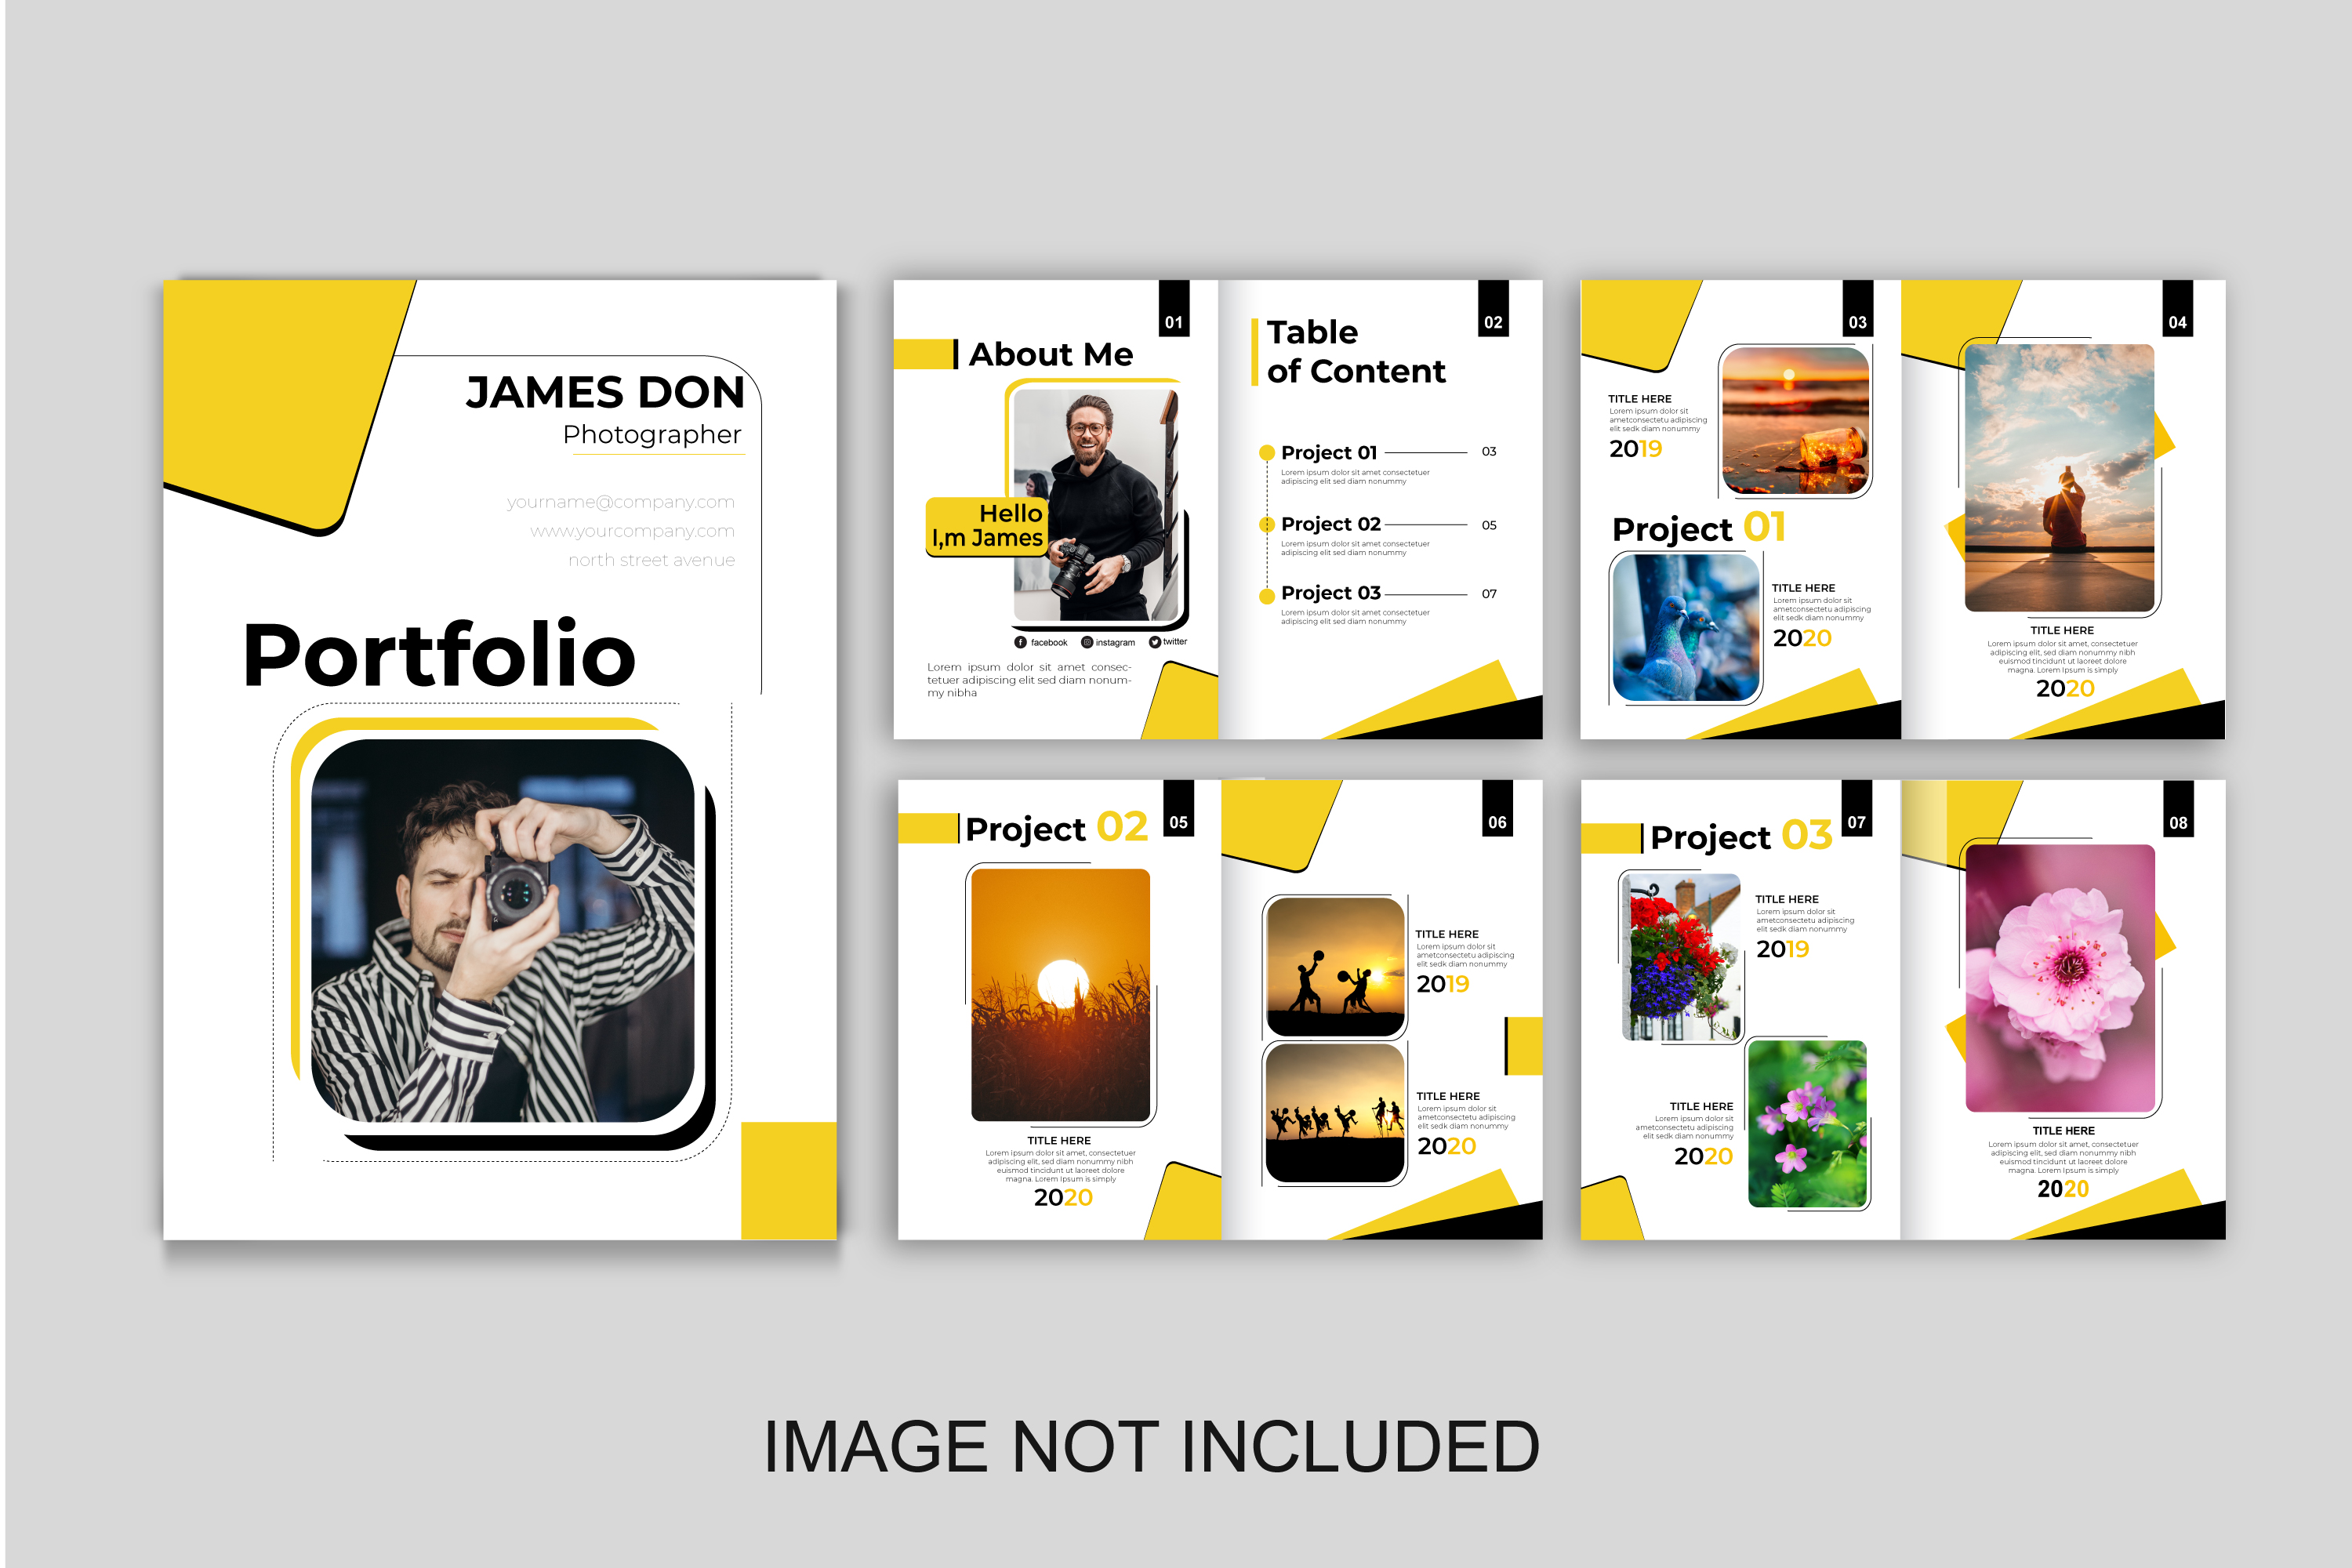 JAMES DON
Photographer
yourname@company.com
www.yourcompany.com
north street avenue
Portfolio
01
About Me
Hello
I,m James
facebook instagram twitter
Lorem ipsum dolor sit amet consec-
tetuer adipiscing elit sed diam nonum-
my nibha
02
Table
of Content
Project 01 03
Lorem ipsum dolor sit amet consectetuer
adipiscing elit sed diam nonummy
Project 02 05
Lorem ipsum dolor sit amet consectetuer
adipiscing elit sed diam nonummy
Project 03 07
Lorem ipsum dolor sit amet consectetuer
adipiscing elit sed diam nonummy
03
TITLE HERE
Lorem ipsum dolor sit
ametconsectetur adipiscing
elit sedk diam nonummy
2019
Project 01
TITLE HERE
Lorem ipsum dolor sit
ametconsectetuy adipiscing
elit sedk diam nonummy
2020
04
TITLE HERE
Lorem ipsum dolor sit amet, consectetuer
adipiscing elit, sed diam nonummy nibh
euismod tincidunt ut laoreet dolore
magna. Lorem Ipsum is simply
2020
Project 02
05
TITLE HERE
Lorem ipsum dolor sit amet, consectetuer
adipiscing elit, sed diam nonummy nibh
euismod tincidunt ut laoreet dolore
magna. Lorem Ipsum is simply
2020
06
TITLE HERE
Lorem ipsum dolor sit
ametconsectetu adipiscing
elit sedk diam nonummy
2019
TITLE HERE
Lorem ipsum dolor sit
ametconsectetuy adipiscing
elit sedk diam nonummy
2020
Project 03
07
TITLE HERE
Lorem ipsum dolor sit
ametconsectetuy adipiscing
elit sedk diam nonummy
2019
TITLE HERE
Lorem ipsum dolor sit
ametconsectetuy adipiscing
elit sedk diam nonummy
2020
08
TITLE HERE
Lorem ipsum dolor sit amet, consectetuer
adipiscing elit, sed diam nonummy nibh
euismod tincidunt ut laoreet dolore
magna. Lorem Ipsum is simply
2020
IMAGE NOT INCLUDED